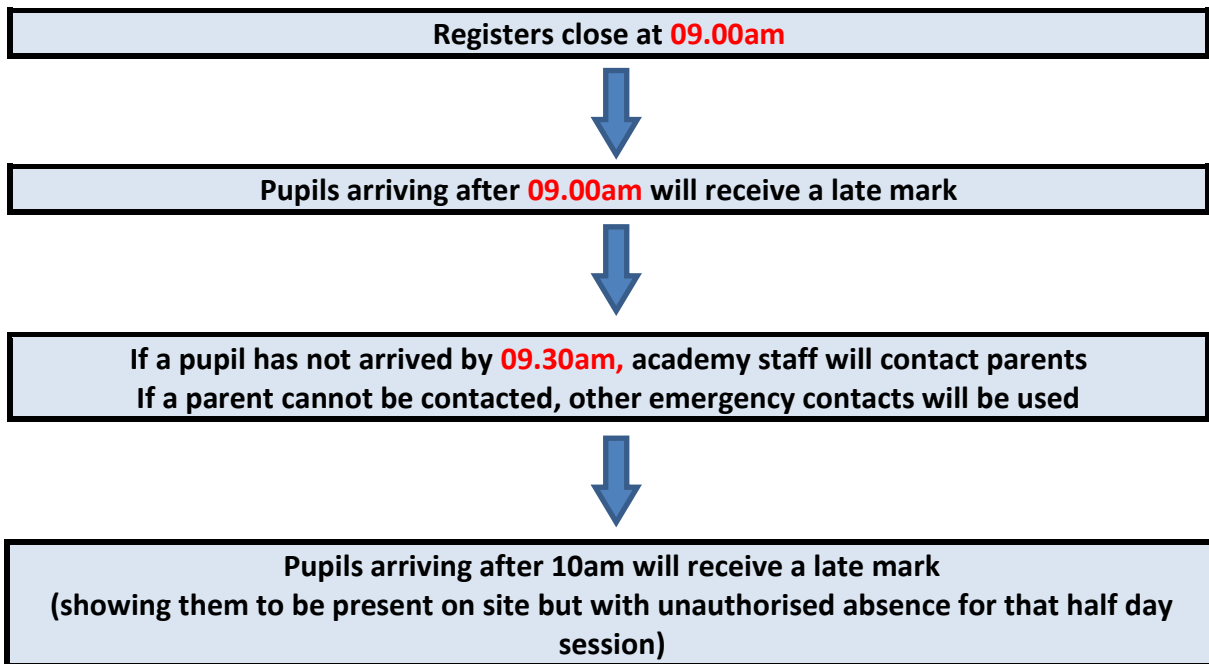 Registers close at 09.00am
Pupils arriving after 09.00am will receive a late mark
If a pupil has not arrived by 09.30am, academy staff will contact parents
If a parent cannot be contacted, other emergency contacts will be used
Pupils arriving after 10am will receive a late mark
(showing them to be present on site but with unauthorised absence for that half day
session)